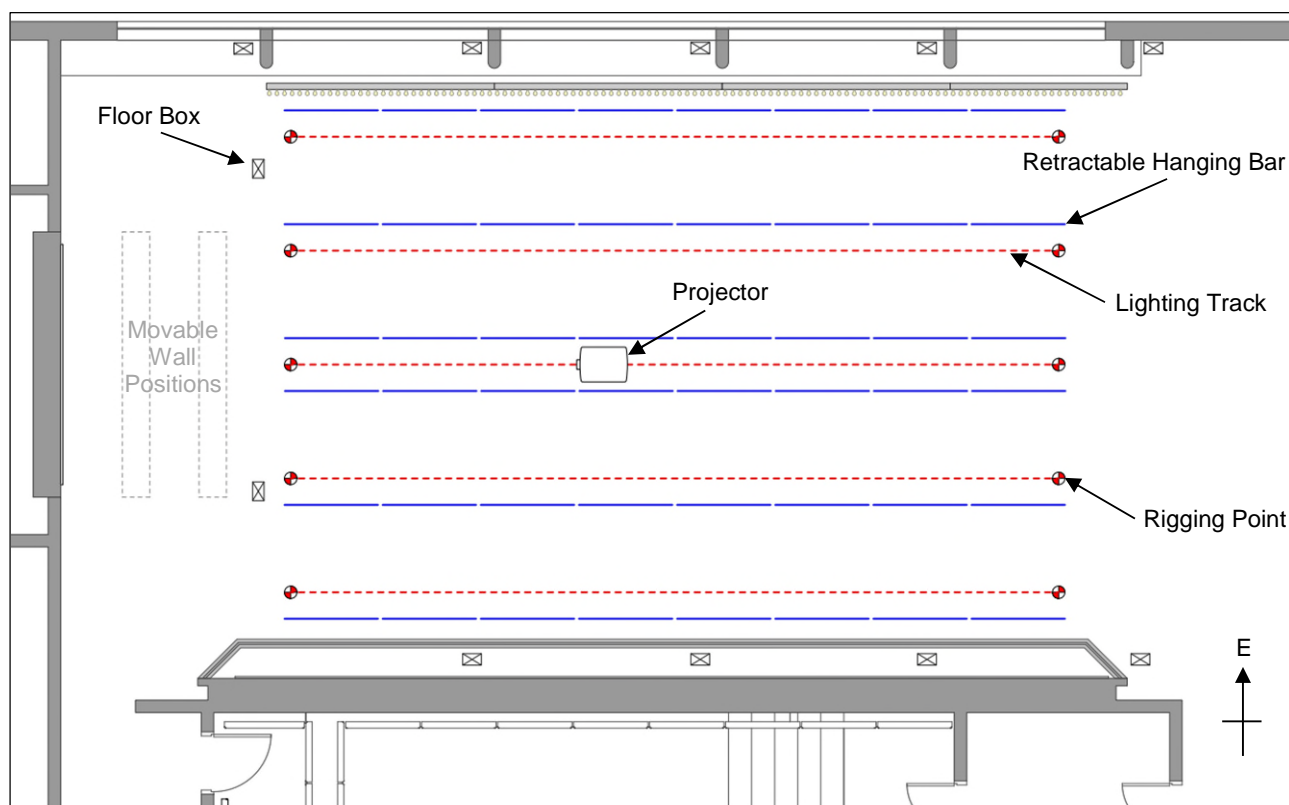 Floor Box
Retractable Hanging Bar
Projector
Lighting Track
Movable
Wall
Positions
Rigging Point
E